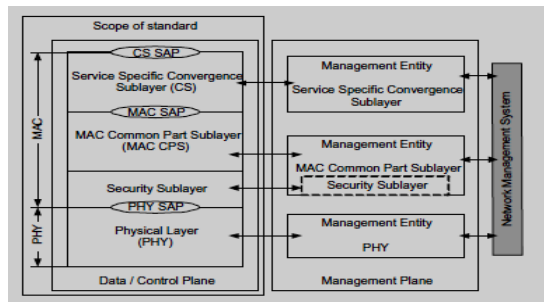 Scope of standard
CS SAP
Service Specific Convergence
Sublayer (CS)
MAC SAP
MAC Common Part Sublayer
(MAC CPS)
Security Sublayer
PHY SAP
Physical Layer
(PHY)
Data / Control Plane
MAC
PHY
Management Entity
Service Specific Convergence
Sublayer
Management Entity
MAC Common Part Sublayer
Security Sublayer
Management Entity
PHY
Management Plane
Network Management System